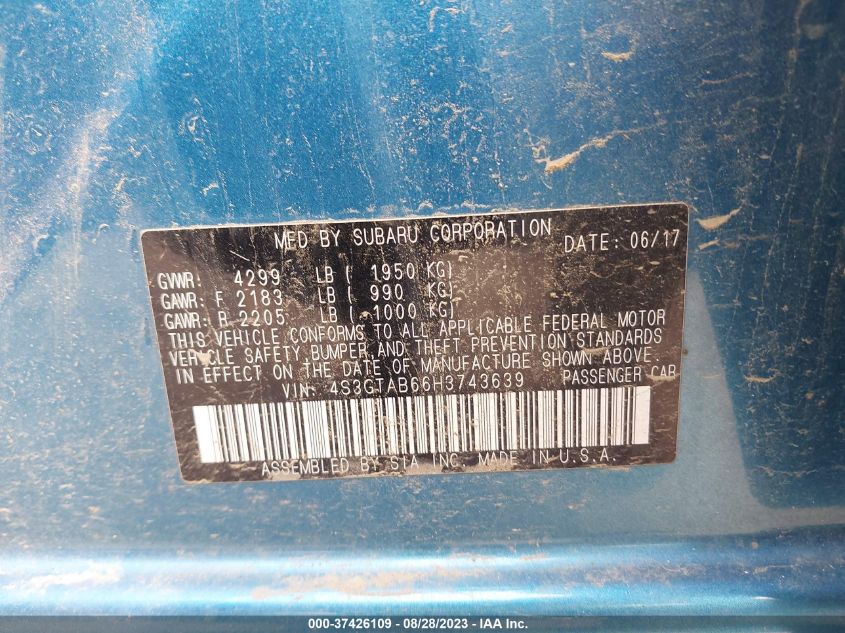 MFD BY SUBARU CORPORATION DATE: 06/17
GVWR: 4299 LB ( 1950 KG)
GAWR: F 2183 LB ( 990 KG)
GAWR: R 2205 LB ( 1000 KG)
THIS VEHICLE CONFORMS TO ALL APPLICABLE FEDERAL MOTOR
VEHICLE SAFETY, BUMPER AND THEFT PREVENTION STANDARDS
IN EFFECT ON THE DATE OF MANUFACTURE SHOWN ABOVE.
VIN: 4S3GTAB66H3743639 PASSENGER CAR
ASSEMBLED BY SIA INC. MADE IN U.S.A.
000-37426109 - 08/28/2023 - IAA Inc.